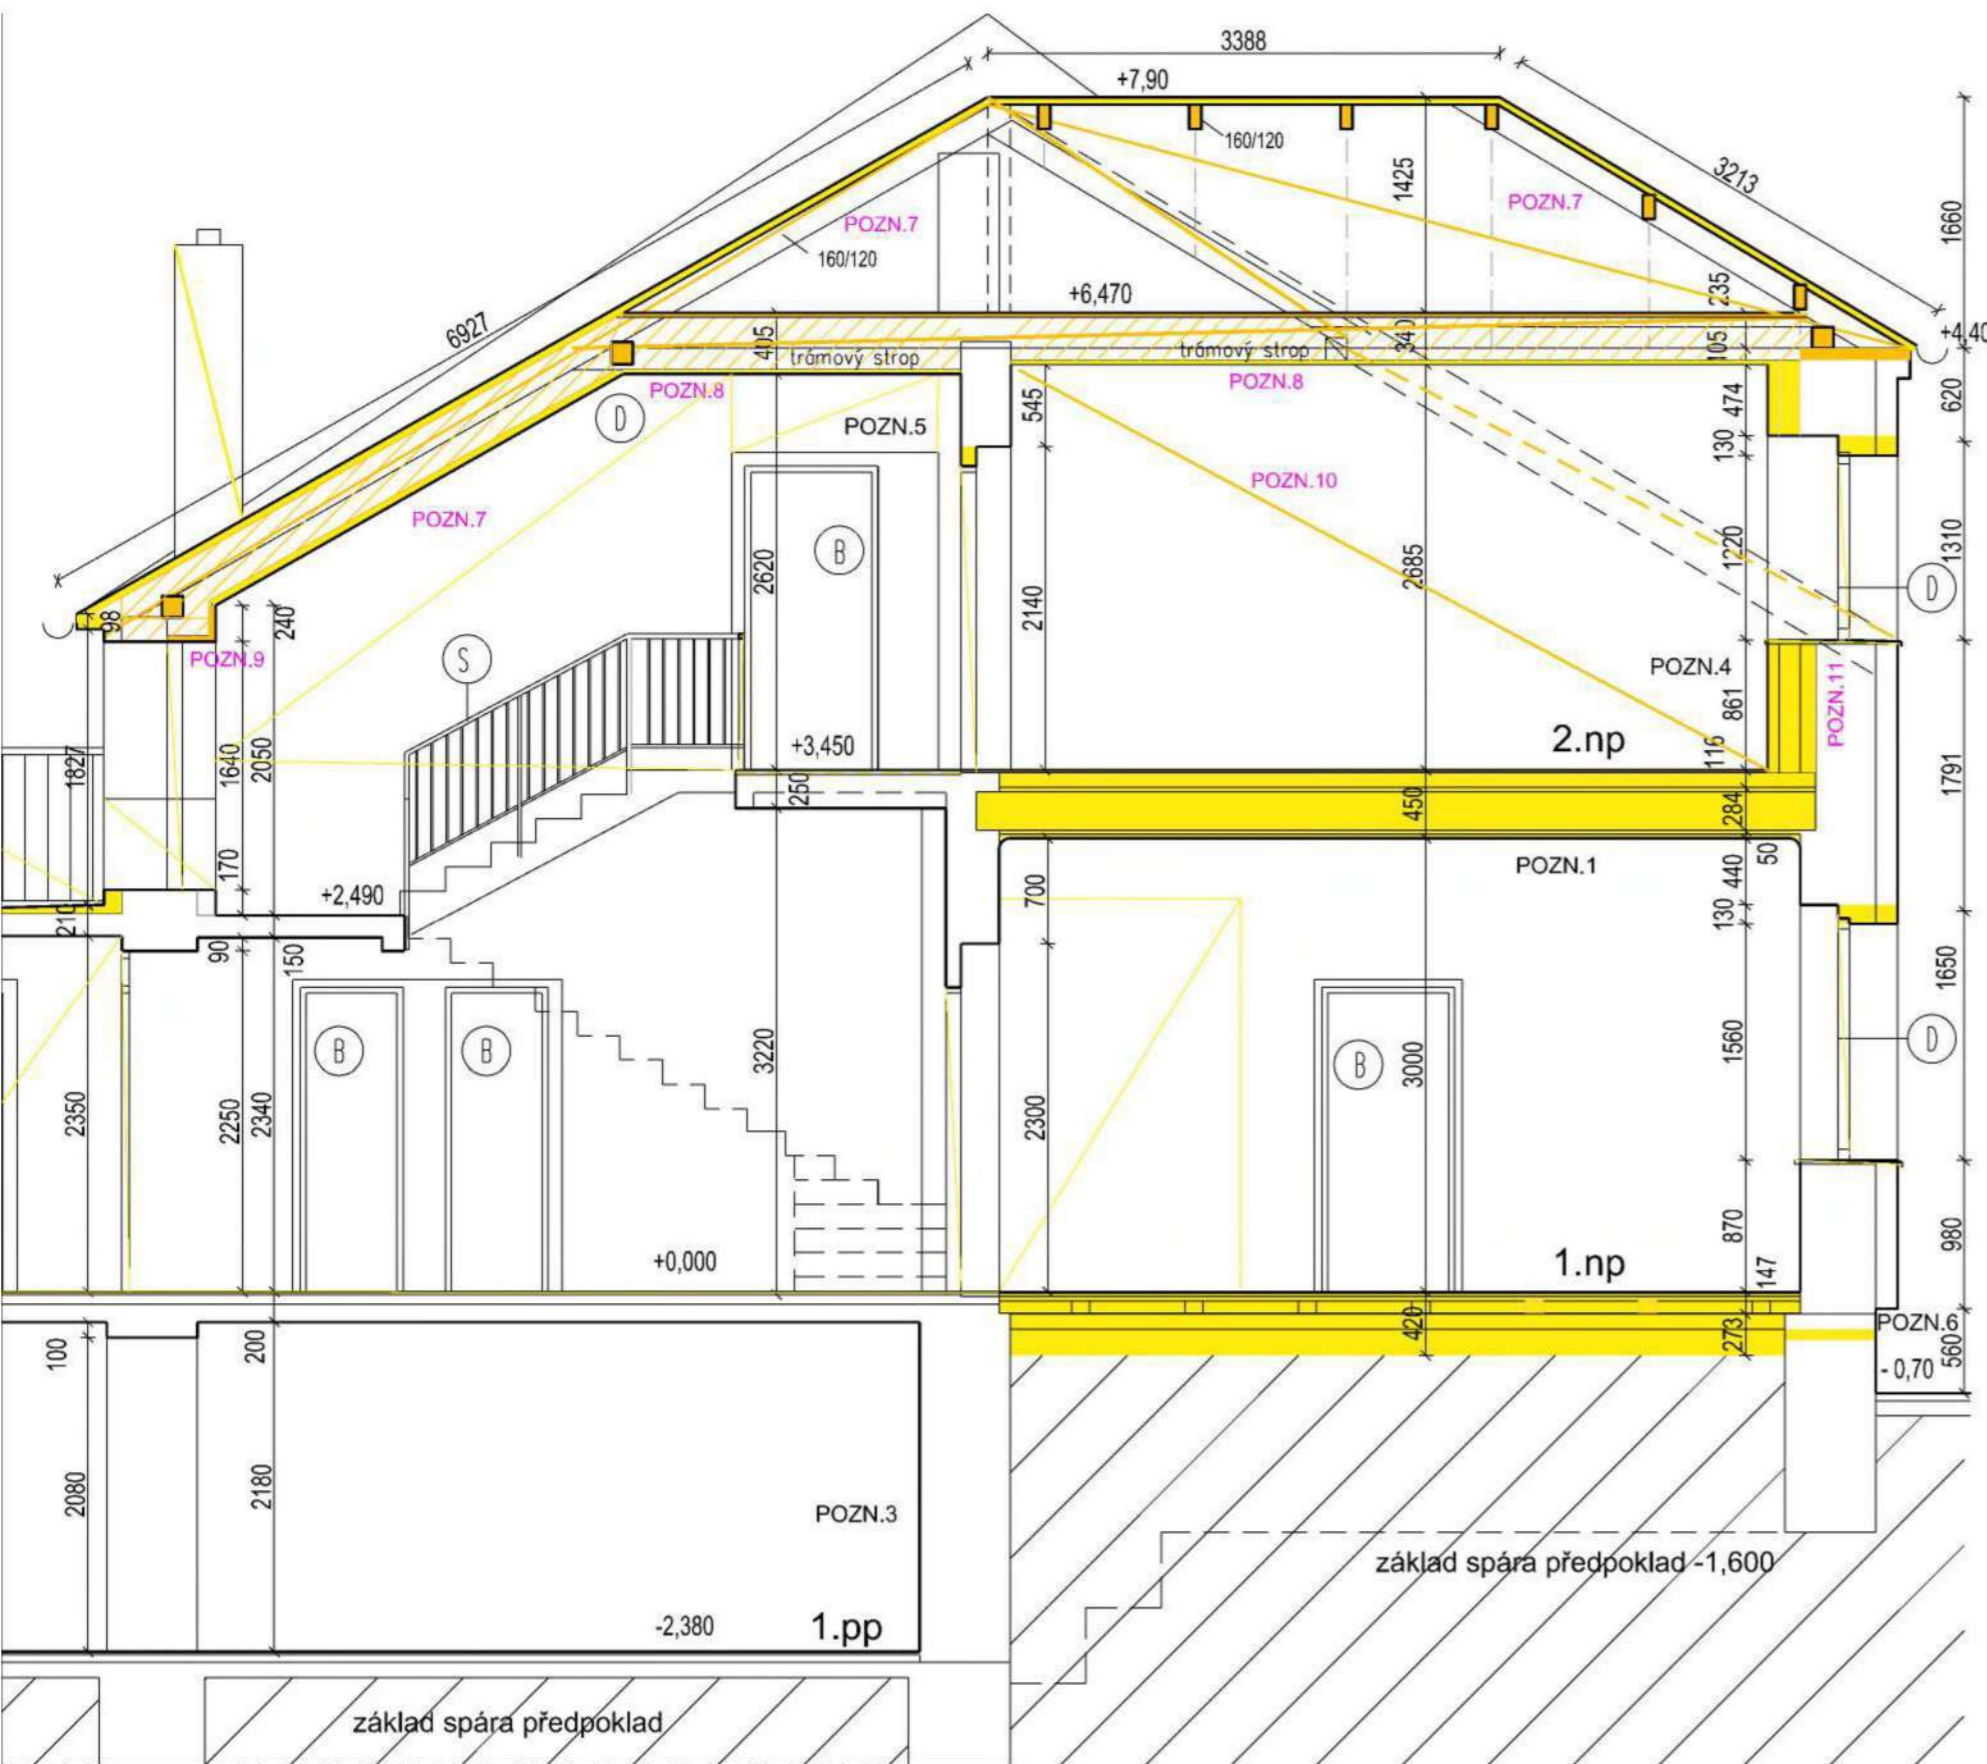 3388
+7,90
160/120
1425
3213
POZN.7
POZN.7
1660
160/120
6927
+6,470
235
+4,40
405
trámový strop
trámový strop
340
105
POZN.8
POZN.8
D
POZN.5
545
474
620
130
POZN.10
POZN.7
B
2620
2140
2685
1220
1310
D
98
240
POZN.9
S
POZN.4
POZN.11
861
2.np
+3,450
116
1827
1640
2050
250
450
284
1791
170
+2,490
700
POZN.1
440
50
210
130
90
150
1650
B
B
3220
B
3000
1560
D
2350
2250
2340
2300
870
980
+0,000
1.np
147
100
200
420
273
POZN.6
560
- 0,70
2080
2180
POZN.3
základ spára předpoklad -1,600
-2,380
1.pp
základ spára předpoklad